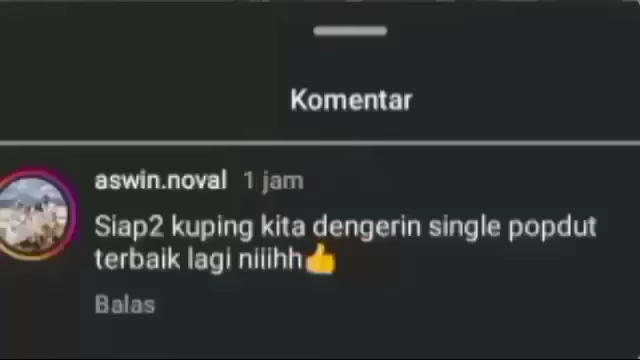 Komentar
aswin.noval 1 jam
Siap2 kuping kita dengerin single popdut
terbaik lagi niiihh👍
Balas